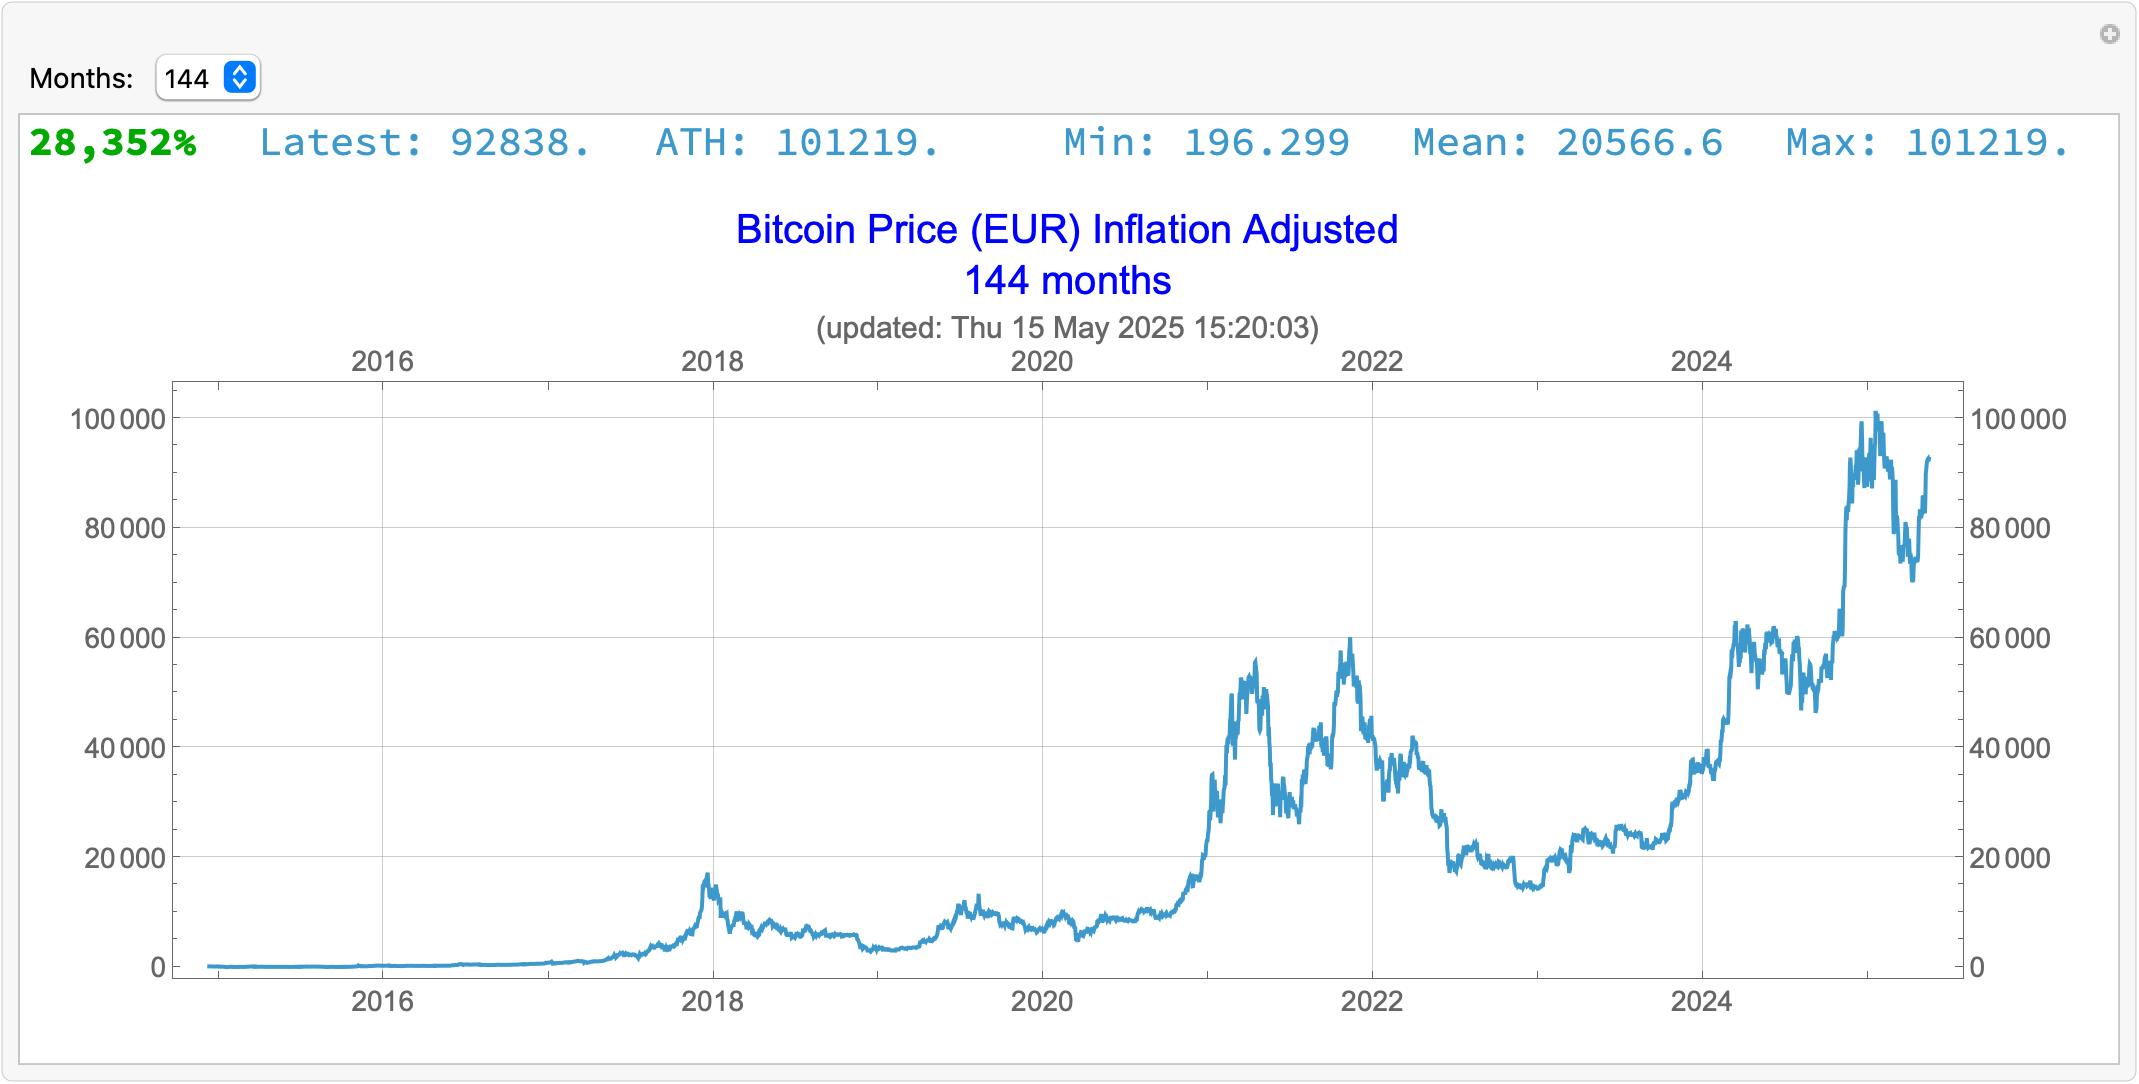 Months: 144
28,352% Latest: 92838. ATH: 101219. Min: 196.299 Mean: 20566.6 Max: 101219.
Bitcoin Price (EUR) Inflation Adjusted
144 months
(updated: Thu 15 May 2025 15:20:03)
2016 2018 2020 2022 2024
100 000 100 000
80 000 80 000
60 000 60 000
40 000 40 000
20 000 20 000
0 0
2016 2018 2020 2022 2024